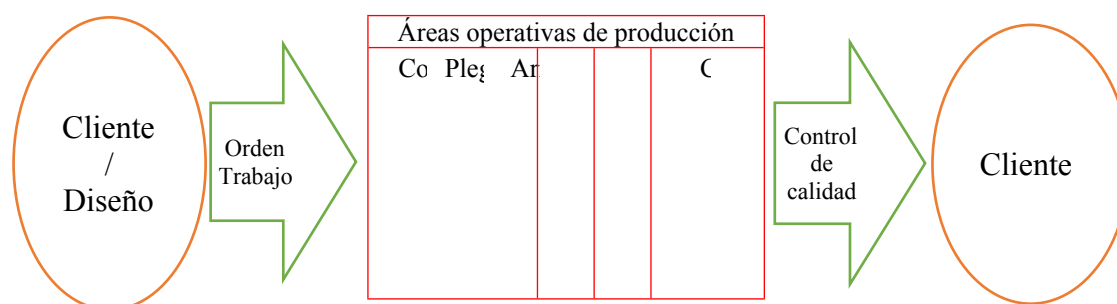 Áreas operativas de producción
Cliente
/
Diseño
Orden
Trabajo
Control
de
calidad
Cliente